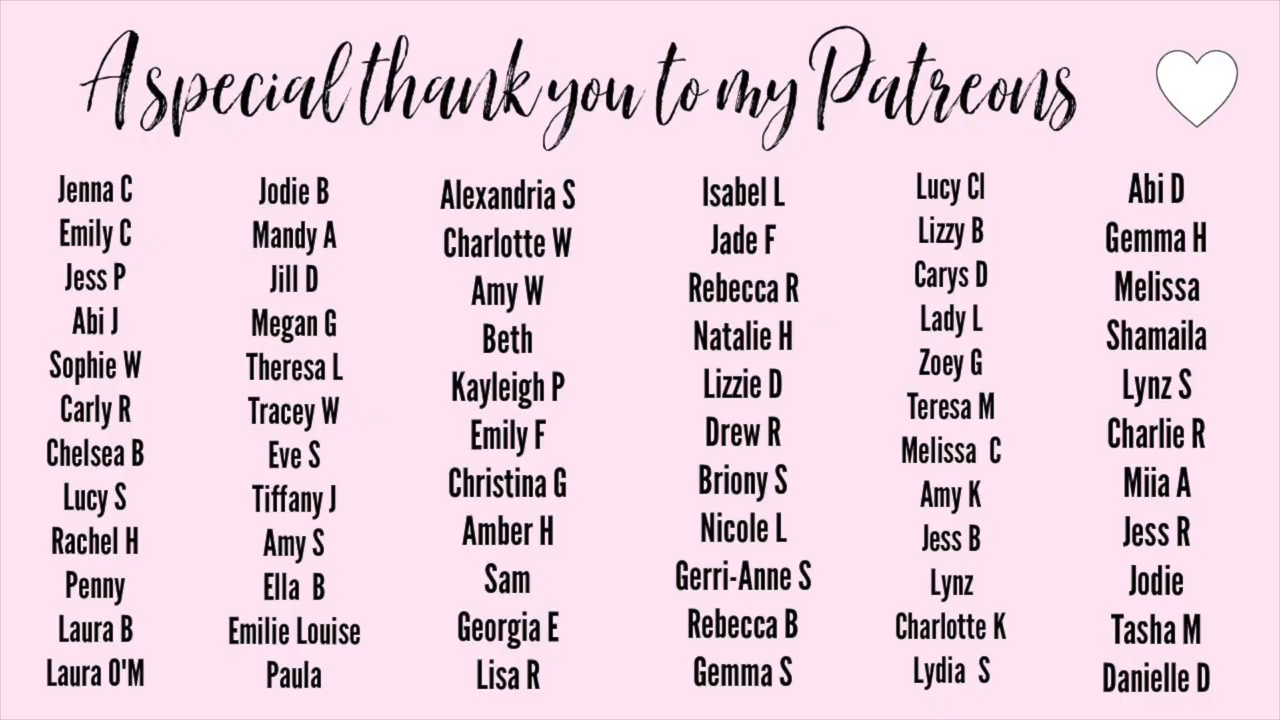 A special thank you to my Patreons
Jenna C
Emily C
Jess P
Abi J
Sophie W
Carly R
Chelsea B
Lucy S
Rachel H
Penny
Laura B
Laura O'M
Jodie B
Mandy A
Jill D
Megan G
Theresa L
Tracey W
Eve S
Tiffany J
Amy S
Ella B
Emilie Louise
Paula
Alexandria S
Charlotte W
Amy W
Beth
Kayleigh P
Emily F
Christina G
Amber H
Sam
Georgia E
Lisa R
Isabel L
Jade F
Rebecca R
Natalie H
Lizzie D
Drew R
Briony S
Nicole L
Gerri-Anne S
Rebecca B
Gemma S
Lucy Cl
Lizzy B
Carys D
Lady L
Zoey G
Teresa M
Melissa C
Amy K
Jess B
Lynz
Charlotte K
Lydia S
Abi D
Gemma H
Melissa
Shamaila
Lynz S
Charlie R
Miia A
Jess R
Jodie
Tasha M
Danielle D